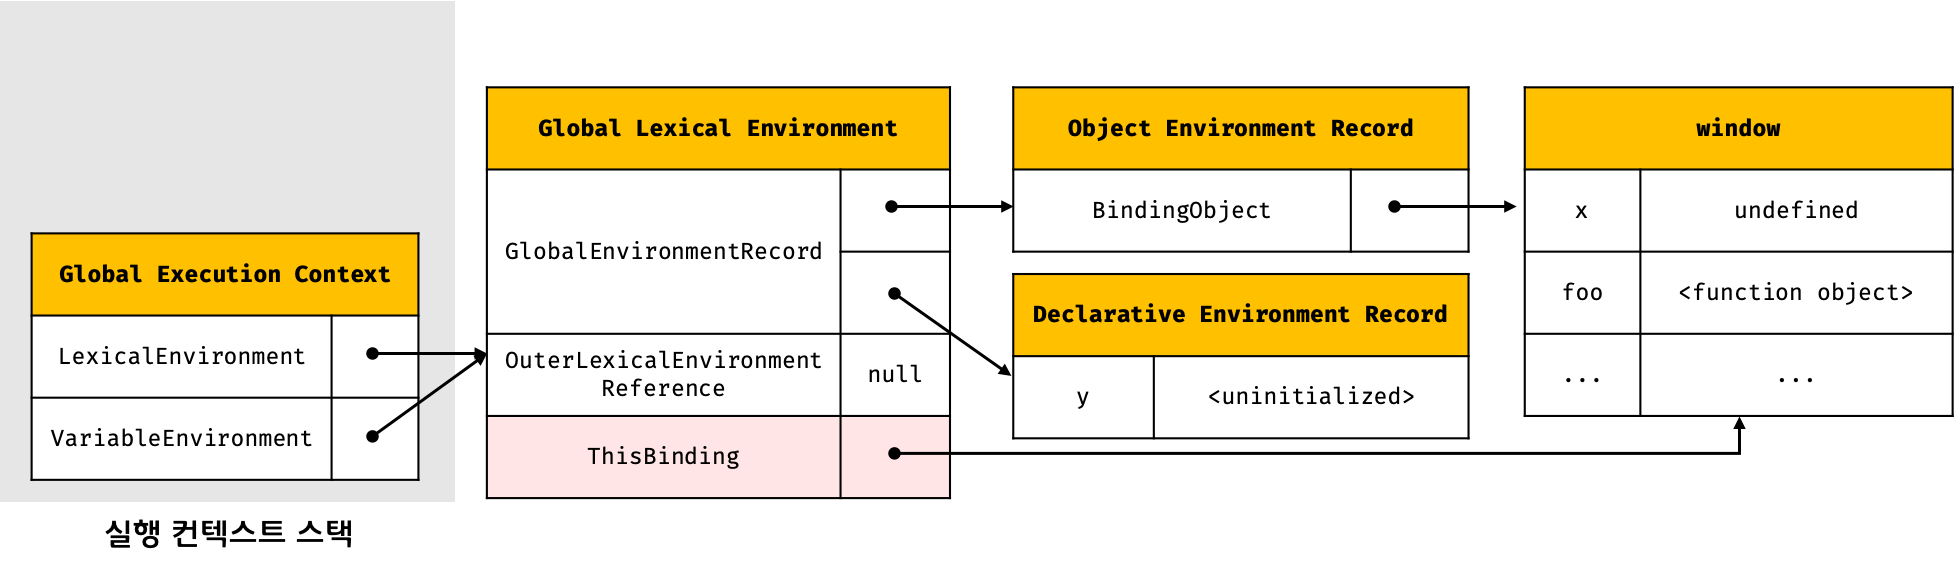 Global Execution Context
LexicalEnvironment
VariableEnvironment
실행 컨텍스트 스택
Global Lexical Environment
GlobalEnvironmentRecord
OuterLexicalEnvironment
Reference
null
ThisBinding
Object Environment Record
BindingObject
Declarative Environment Record
y
<uninitialized>
window
x
undefined
foo
<function object>
...
...